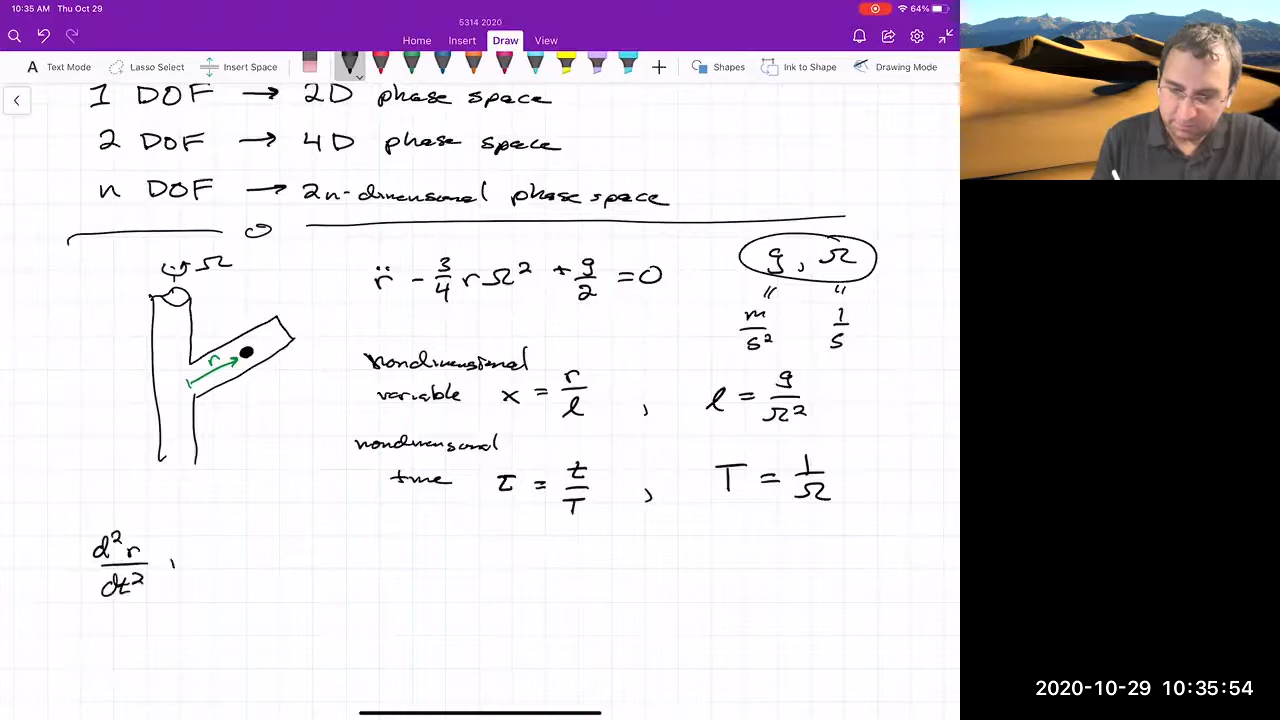 10:35 AM Thu Oct 29
64%
5314 2020
Home Insert Draw View
A Text Mode Lasso Select Insert Space Shapes Ink to Shape Drawing Mode
1 DOF → 2D phase space
2 DOF → 4D phase space
n DOF → 2n-dimensional phase space
Ω
r̈ - 3/4 r Ω² + g/2 = 0
g, Ω
m/s² 1/s
r
nondimensional
variable x = r/l , l = g/Ω²
nondimensional
time τ = t/T , T = 1/Ω
d²r/dt²
2020-10-29 10:35:54